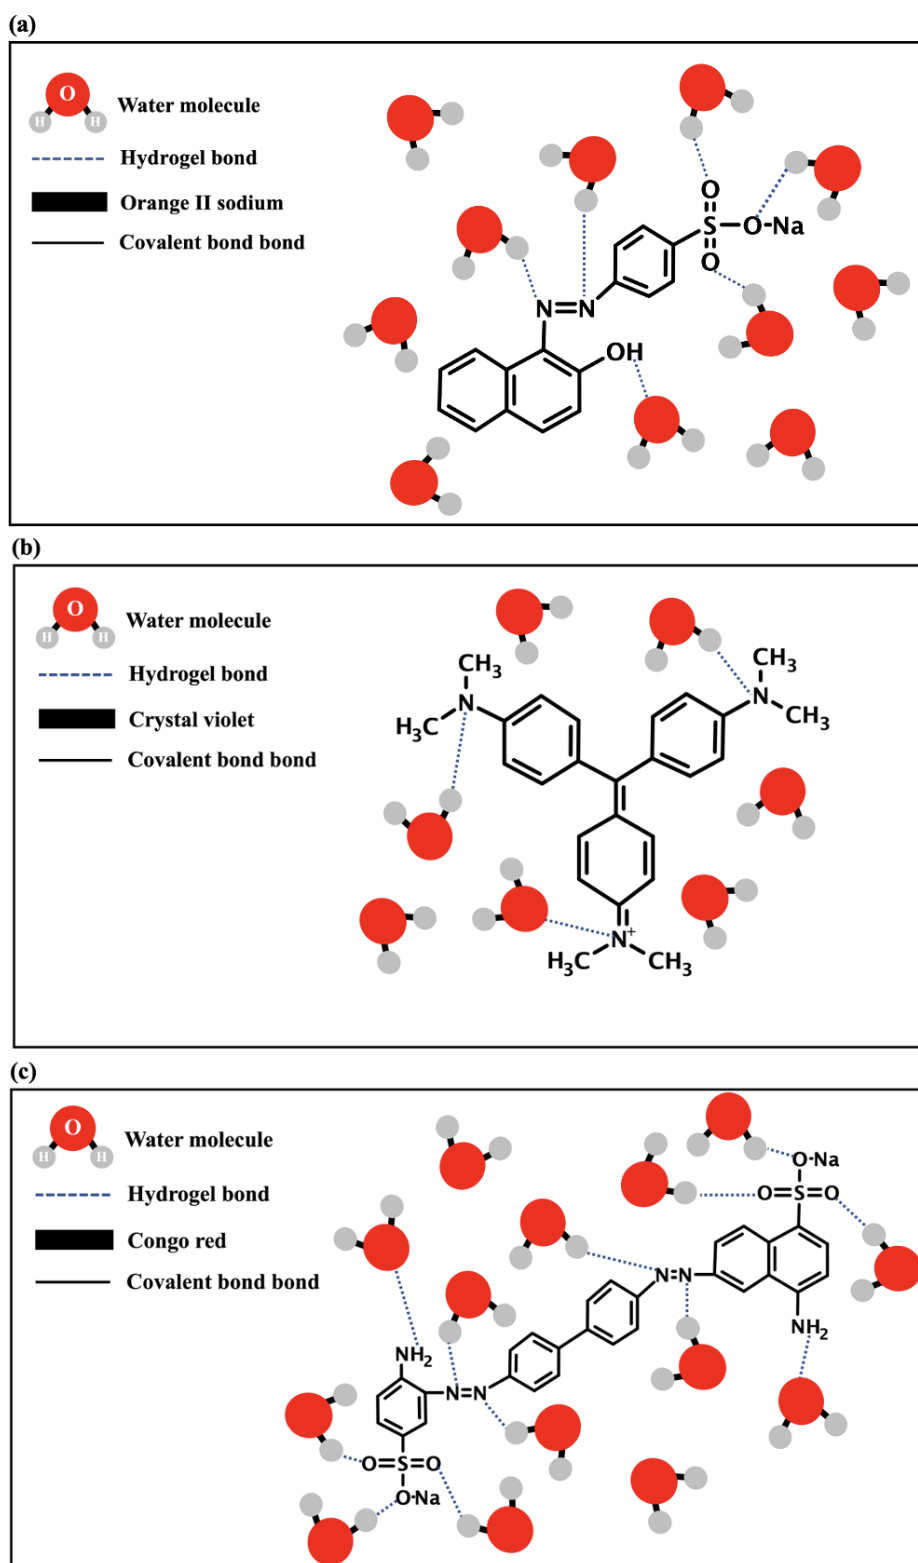 (a)
O
H H
Water molecule
Hydrogel bond
Orange II sodium
Covalent bond bond
O
S O-Na
O
N=N
OH
(b)
O
H H
Water molecule
Hydrogel bond
Crystal violet
Covalent bond bond
CH₃
N
H₃C
CH₃
N
CH₃
N⁺
H₃C CH₃
(c)
O
H H
Water molecule
Hydrogel bond
Congo red
Covalent bond bond
O-Na
O=S=O
N=N
NH₂
NH₂
N=N
O=S=O
O-Na